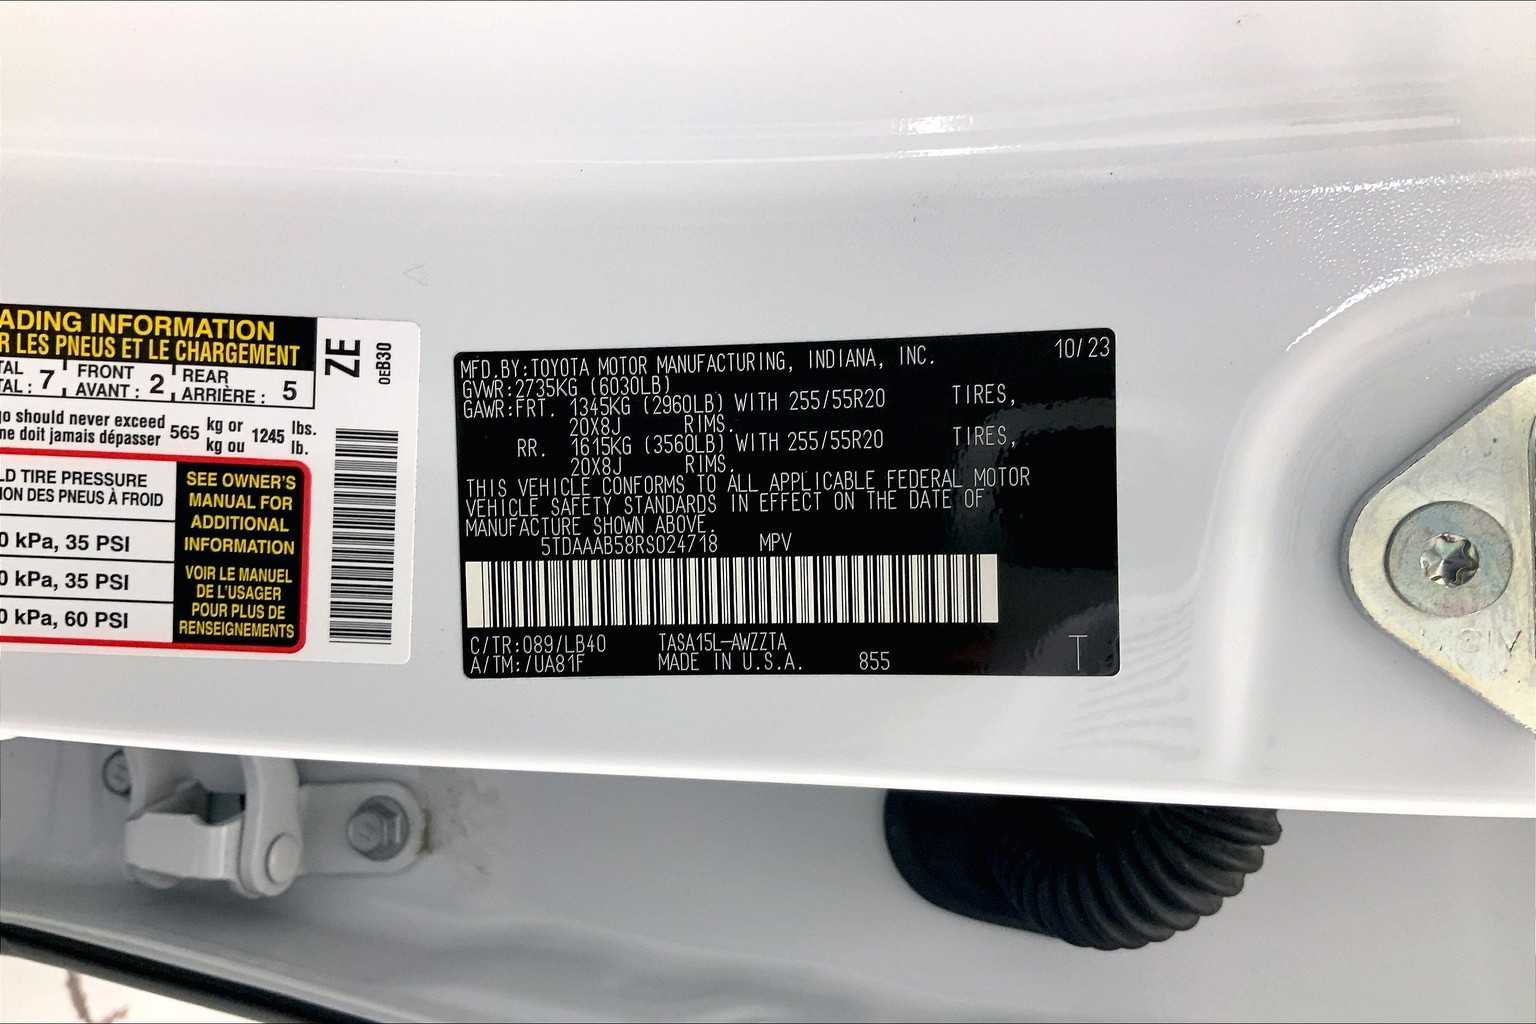 ADING INFORMATION
R LES PNEUS ET LE CHARGEMENT
TAL FRONT REAR
TAL : 7 AVANT : 2 ARRIÈRE : 5
go should never exceed 565 kg or 1245 lbs.
me doit jamais dépasser kg ou lb.
LD TIRE PRESSURE
ION DES PNEUS À FROID
0 kPa, 35 PSI
0 kPa, 35 PSI
0 kPa, 60 PSI
SEE OWNER'S
MANUAL FOR
ADDITIONAL
INFORMATION
VOIR LE MANUEL
DE L'USAGER
POUR PLUS DE
RENSEIGNEMENTS
ZE
0EB30
MFD.BY:TOYOTA MOTOR MANUFACTURING, INDIANA, INC. 10/23
GVWR:2735KG (6030LB)
GAWR:FRT. 1345KG (2960LB) WITH 255/55R20 TIRES,
20X8J RIMS.
RR. 1615KG (3560LB) WITH 255/55R20 TIRES,
20X8J RIMS.
THIS VEHICLE CONFORMS TO ALL APPLICABLE FEDERAL MOTOR
VEHICLE SAFETY STANDARDS IN EFFECT ON THE DATE OF
MANUFACTURE SHOWN ABOVE.
5TDAAAB58RS024718 MPV
C/TR:089/LB40 TASA15L-AWZZTA
A/TM:/UA81F MADE IN U.S.A. 855 T